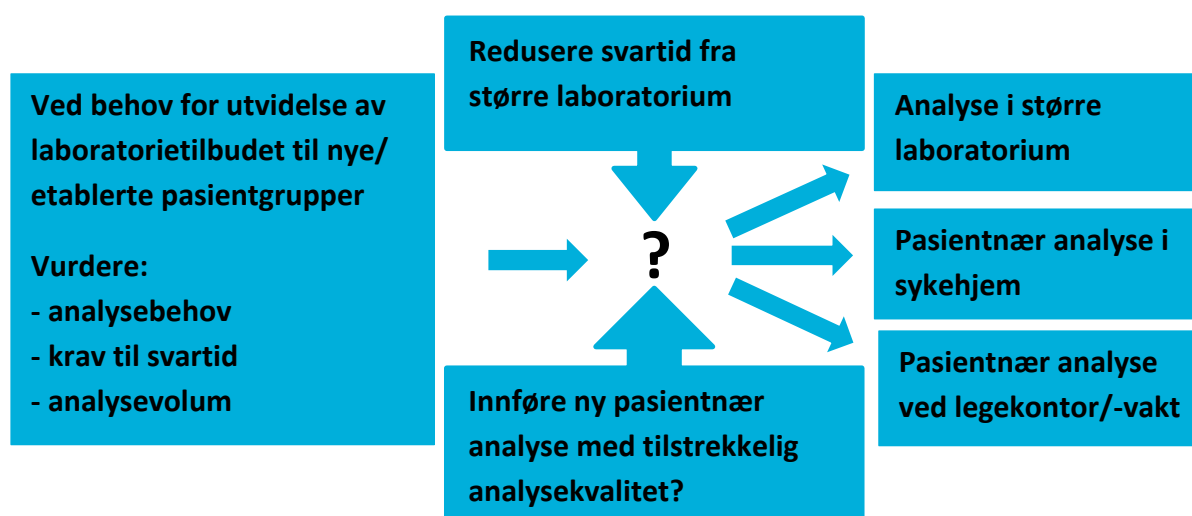 Ved behov for utvidelse av
laboratorietilbudet til nye/
etablerte pasientgrupper
Vurdere:
- analysebehov
- krav til svartid
- analysevolum
Redusere svartid fra
større laboratorium
?
Innføre ny pasientnær
analyse med tilstrekkelig
analysekvalitet?
Analyse i større
laboratorium
Pasientnær analyse i
sykehjem
Pasientnær analyse
ved legekontor/-vakt